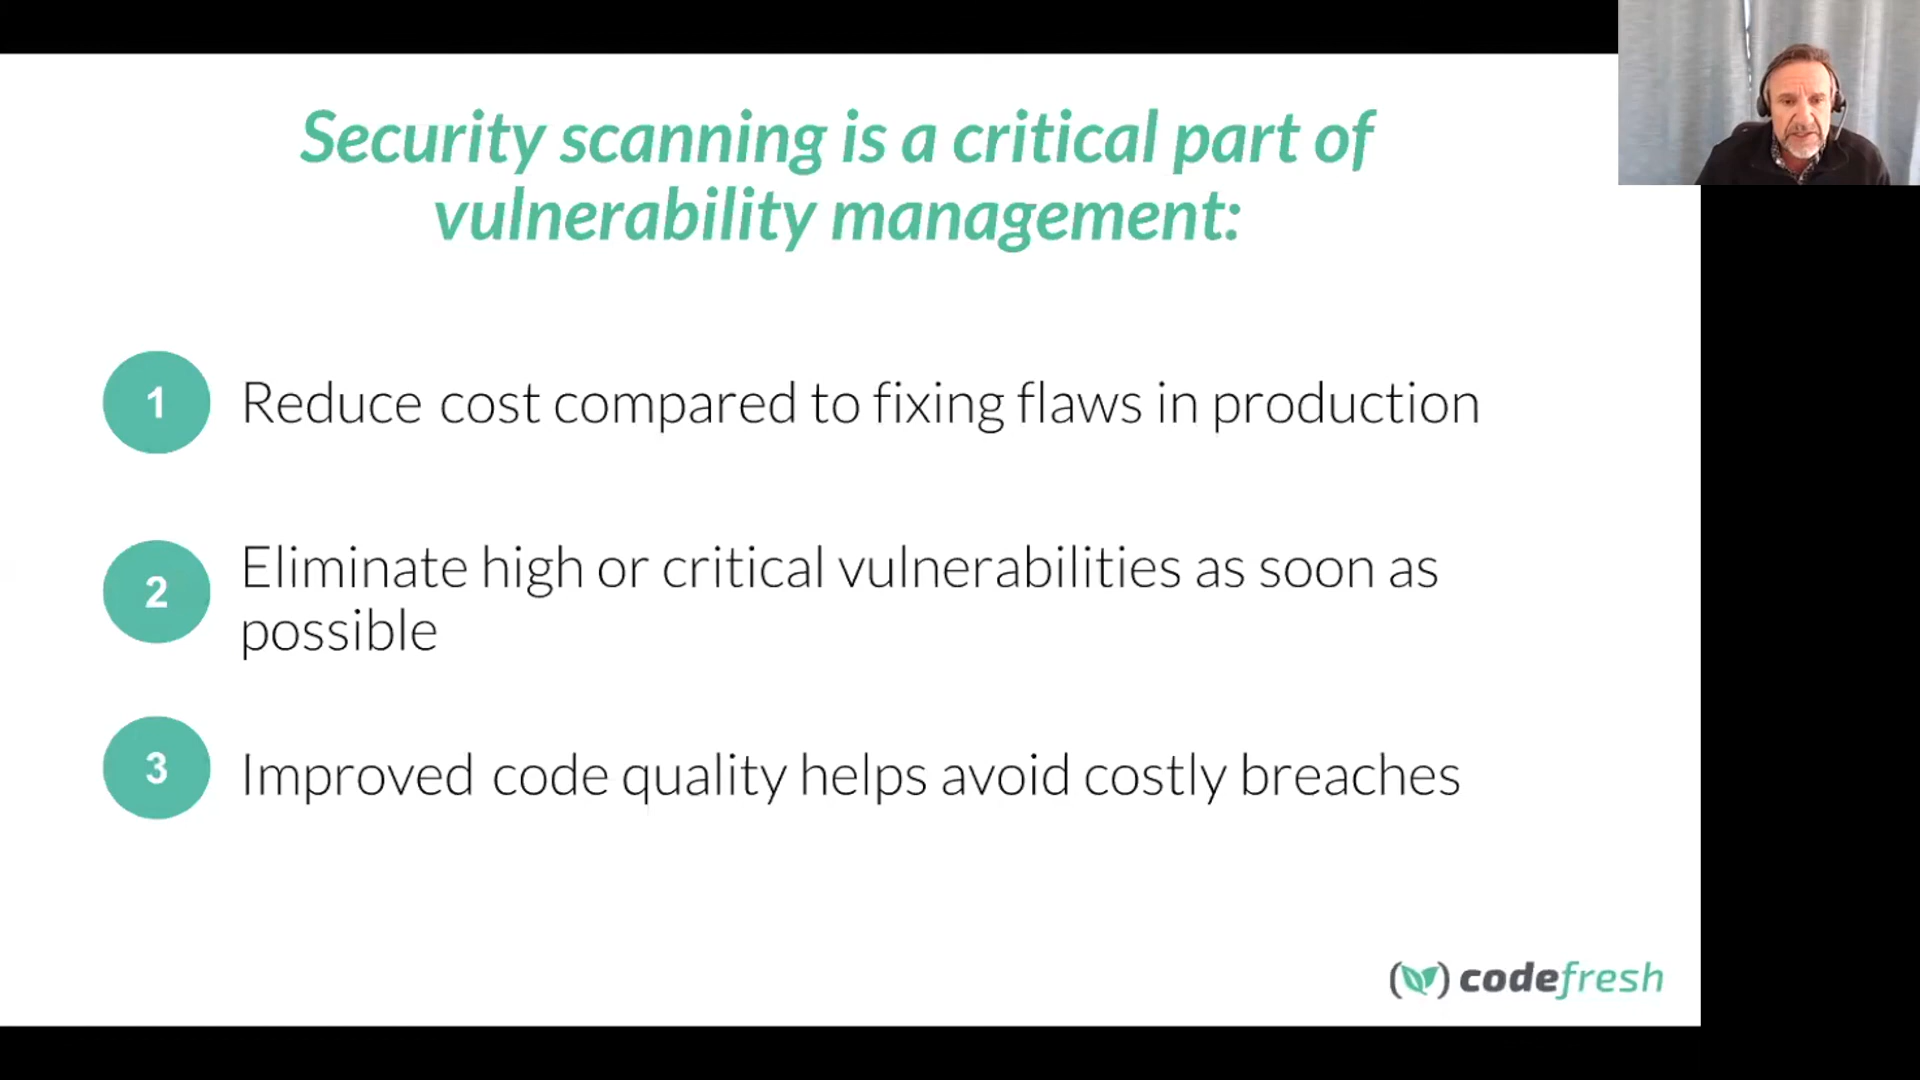 Security scanning is a critical part of
vulnerability management:
1
Reduce cost compared to fixing flaws in production
2
Eliminate high or critical vulnerabilities as soon as
possible
3
Improved code quality helps avoid costly breaches
codefresh